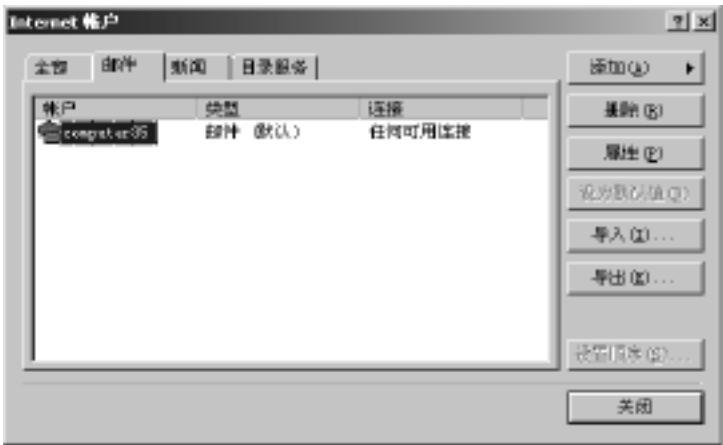 Internet 帐户
全部 邮件 新闻 目录服务
帐户 类型 连接
computer35 邮件 (默认) 任何可用连接
添加(A)
删除(R)
属性(P)
设为默认值(D)
导入(I)...
导出(E)...
设置顺序(S)...
关闭